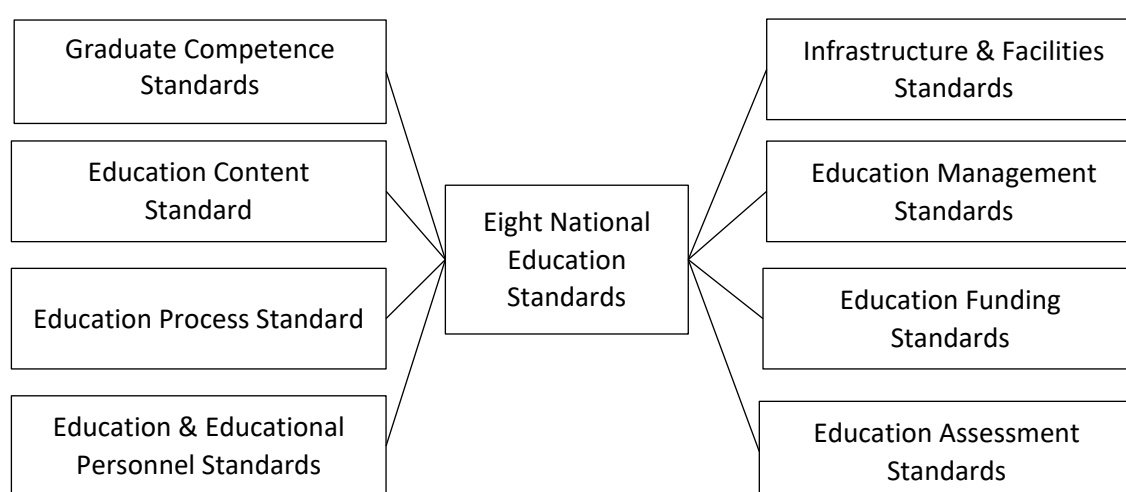 Graduate Competence
Standards
Education Content
Standard
Education Process Standard
Education & Educational
Personnel Standards
Eight National
Education
Standards
Infrastructure & Facilities
Standards
Education Management
Standards
Education Funding
Standards
Education Assessment
Standards